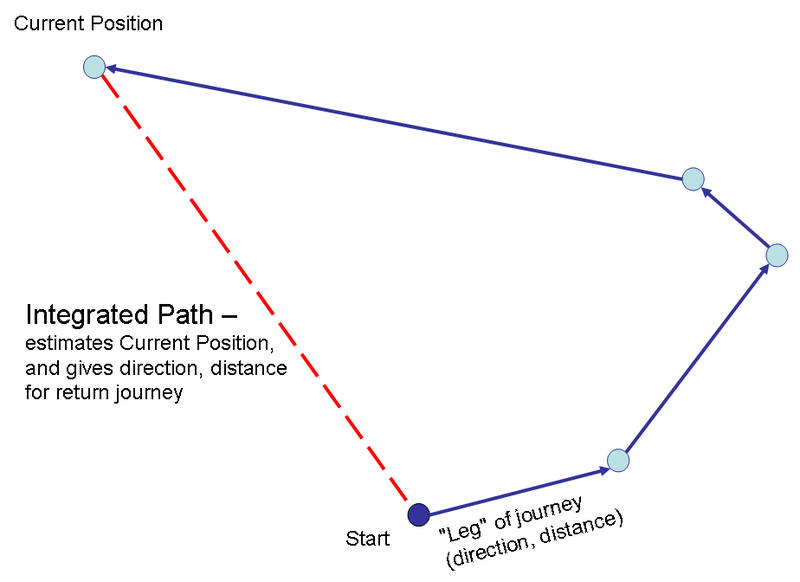 Current Position
Integrated Path –
estimates Current Position,
and gives direction, distance
for return journey
Start
"Leg" of journey
(direction, distance)